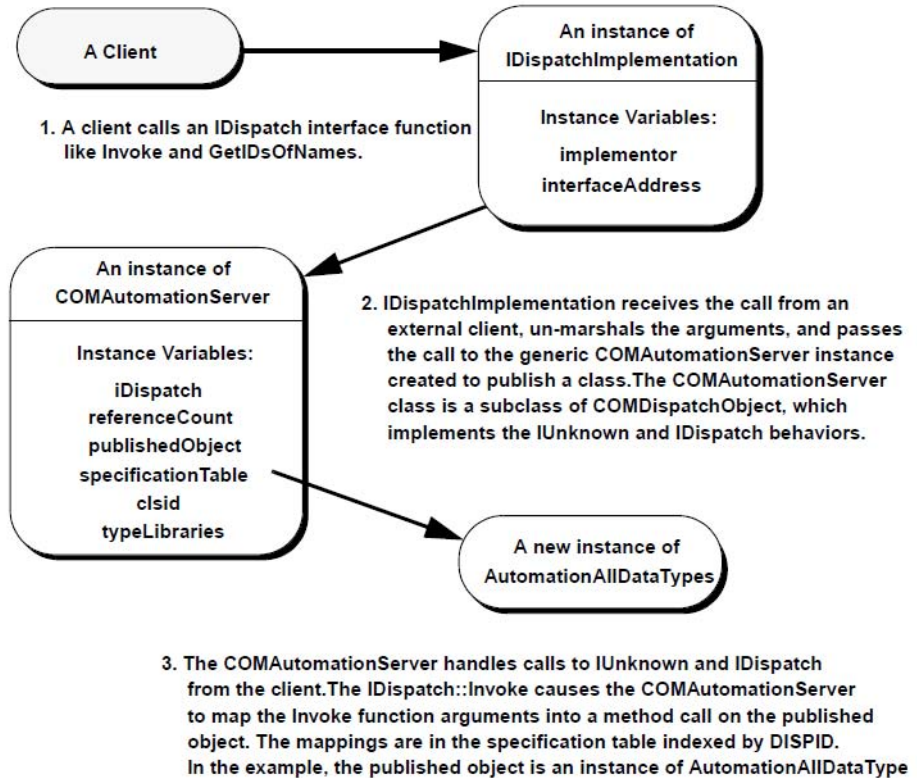 A Client
An instance of
IDispatchImplementation
Instance Variables:
implementor
interfaceAddress
1. A client calls an IDispatch interface function
like Invoke and GetIDsOfNames.
An instance of
COMAutomationServer
Instance Variables:
iDispatch
referenceCount
publishedObject
specificationTable
clsid
typeLibraries
2. IDispatchImplementation receives the call from an
external client, un-marshals the arguments, and passes
the call to the generic COMAutomationServer instance
created to publish a class.The COMAutomationServer
class is a subclass of COMDispatchObject, which
implements the IUnknown and IDispatch behaviors.
A new instance of
AutomationAllDataTypes
3. The COMAutomationServer handles calls to IUnknown and IDispatch
from the client.The IDispatch::Invoke causes the COMAutomationServer
to map the Invoke function arguments into a method call on the published
object. The mappings are in the specification table indexed by DISPID.
In the example, the published object is an instance of AutomationAllDataType